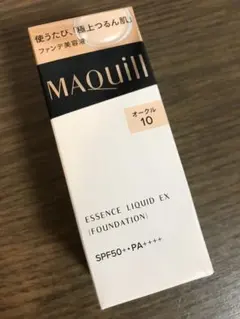 使うたび、「極上つるん肌」
ファンデ美容液
MAQuill
オークル
10
ESSENCE LIQUID EX
(FOUNDATION)
SPF50+・PA++++